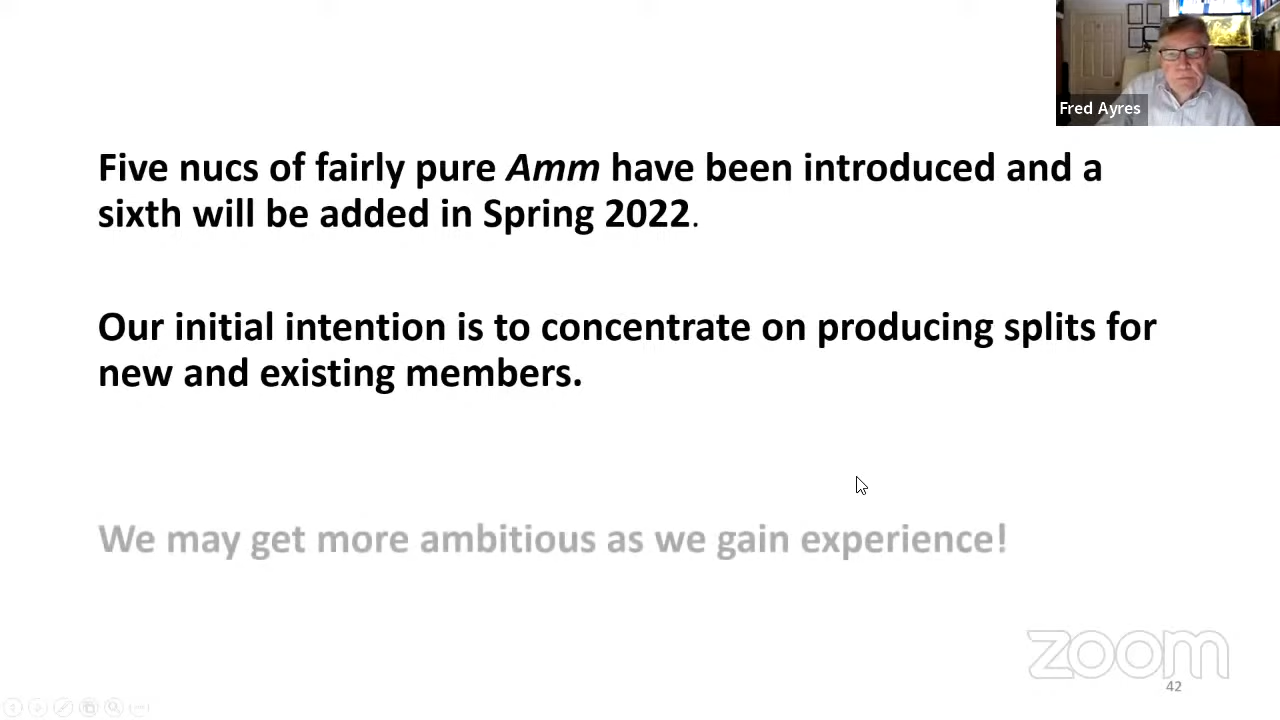 Fred Ayres
Five nucs of fairly pure Amm have been introduced and a
sixth will be added in Spring 2022.
Our initial intention is to concentrate on producing splits for
new and existing members.
We may get more ambitious as we gain experience!
zoom
42